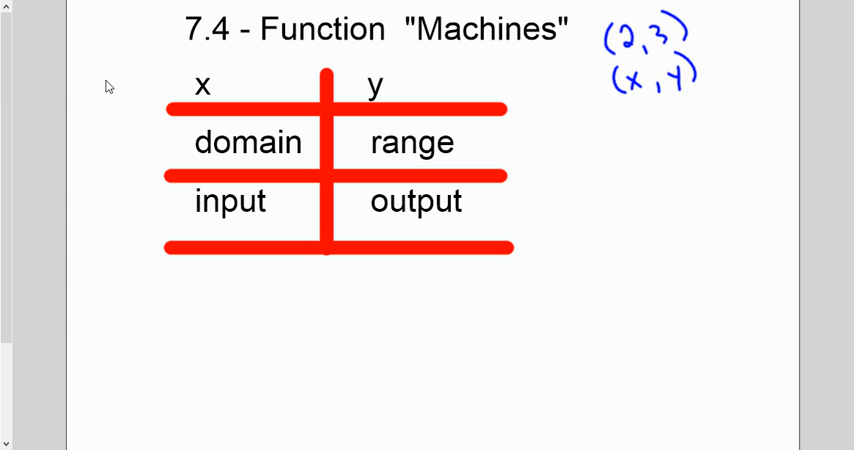 7.4 - Function "Machines"
(2,3)
(x,y)
x y
domain range
input output